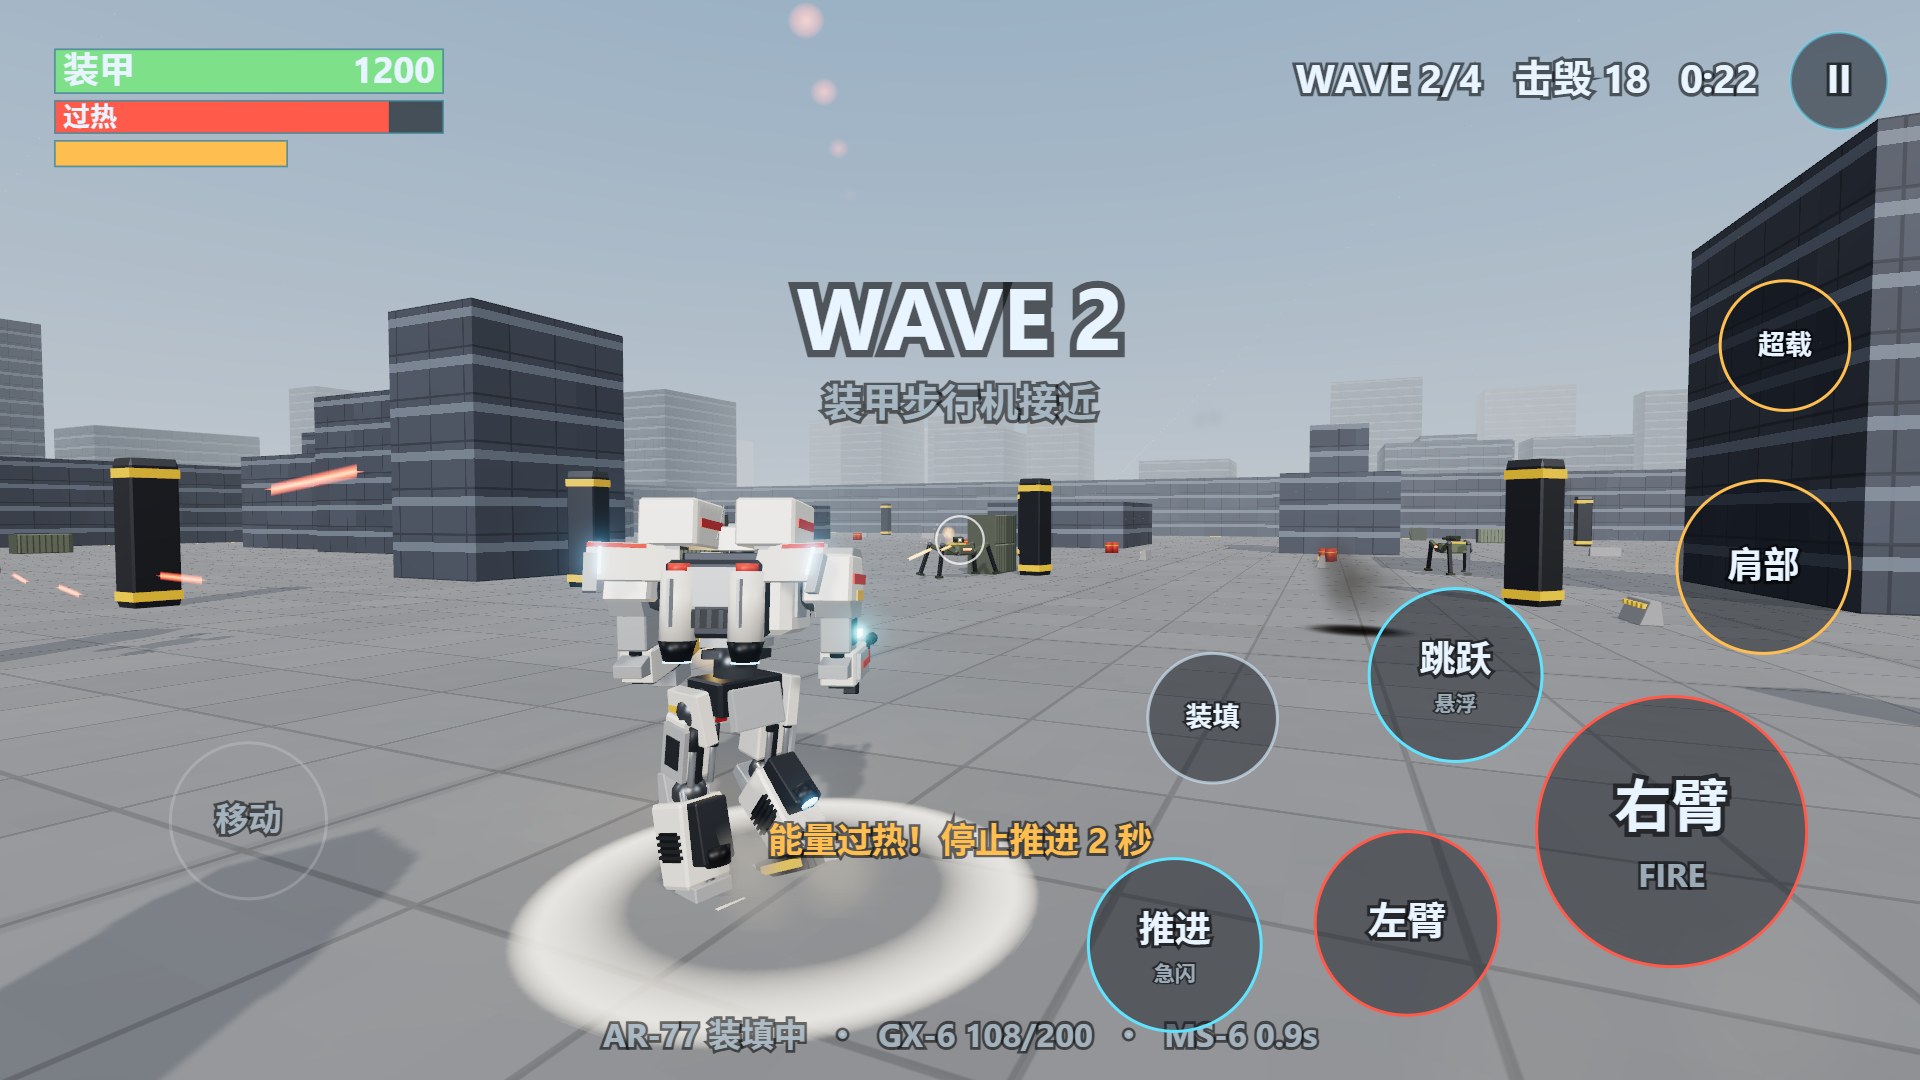 装甲 1200
过热
WAVE 2/4 击毁 18 0:22
WAVE 2
装甲步行机接近
超载
肩部
跳跃
悬浮
装填
移动
右臂
FIRE
能量过热！停止推进 2 秒
左臂
推进
急闪
AR-77 装填中 • GX-6 108/200 • MS-6 0.9s